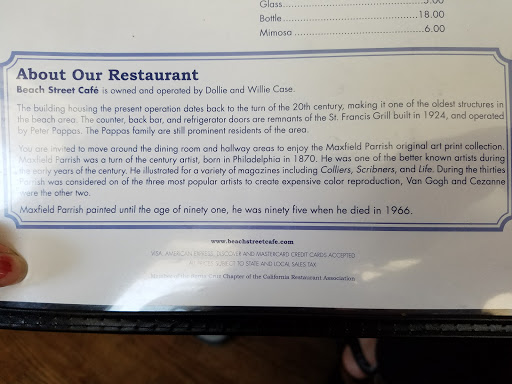 Glass
Bottle......................................18.00
Mimosa......................................6.00
About Our Restaurant
Beach Street Café is owned and operated by Dollie and Willie Case.
The building housing the present operation dates back to the turn of the 20th century, making it one of the oldest structures in
the beach area. The counter, back bar, and refrigerator doors are remnants of the St. Francis Grill built in 1924, and operated
by Peter Pappas. The Pappas family are still prominent residents of the area.
You are invited to move around the dining room and hallway areas to enjoy the Maxfield Parrish original art print collection.
Maxfield Parrish was a turn of the century artist, born in Philadelphia in 1870. He was one of the better known artists during
the early years of the century. He illustrated for a variety of magazines including Colliers, Scribners, and Life. During the thirties
Parrish was considered on of the three most popular artists to create expensive color reproduction, Van Gogh and Cezanne
were the other two.
Maxfield Parrish painted until the age of ninety one, he was ninety five when he died in 1966.
www.beachstreetcafe.com
VISA, AMERICAN EXPRESS, DISCOVER AND MASTERCARD CREDIT CARDS ACCEPTED
ALL PRICES SUBJECT TO STATE AND LOCAL SALES TAX
Member of the Santa Cruz Chapter of the California Restaurant Association